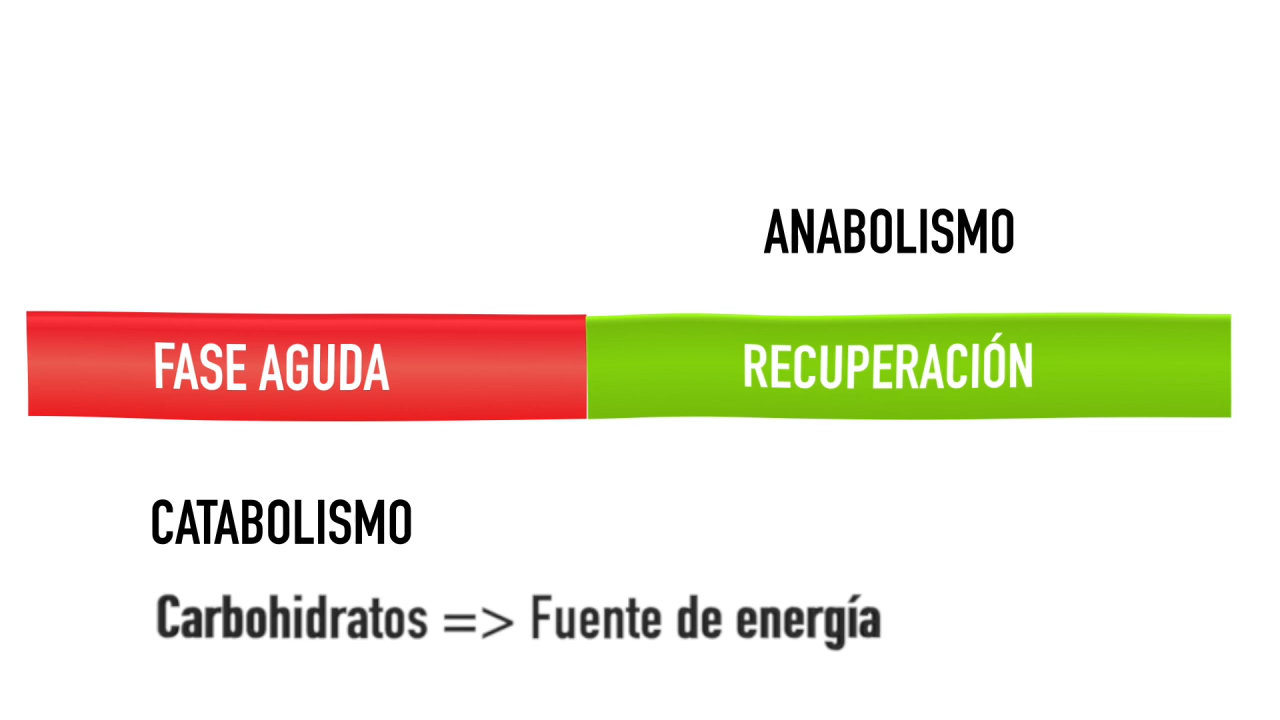 ANABOLISMO
FASE AGUDA
RECUPERACIÓN
CATABOLISMO
Carbohidratos => Fuente de energía